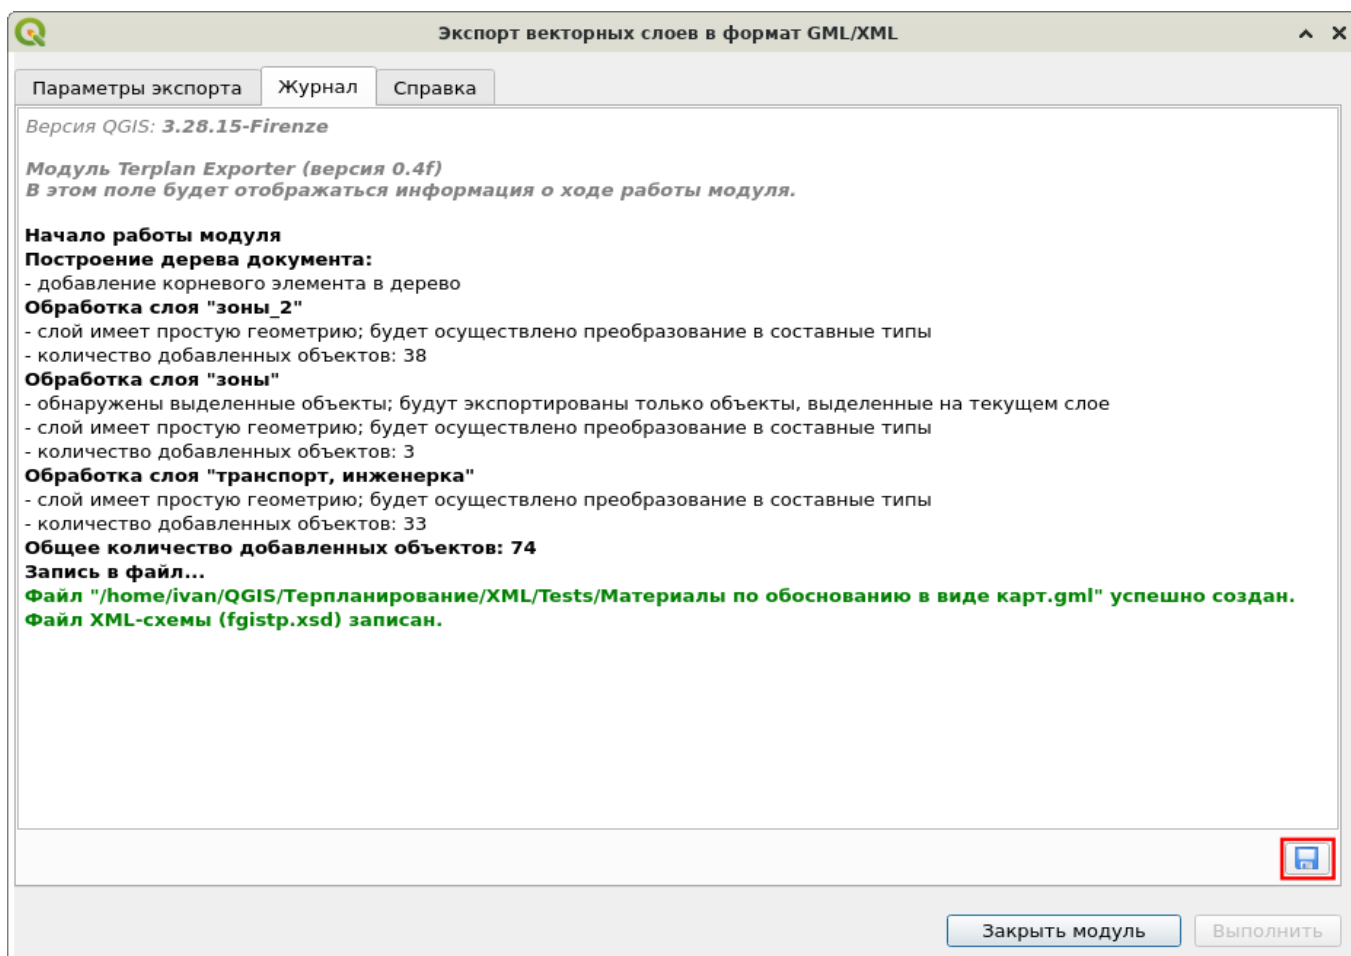 Экспорт векторных слоев в формат GML/XML
Параметры экспорта
Журнал
Справка
Версия QGIS: 3.28.15-Firenze
Модуль Terplan Exporter (версия 0.4f)
В этом поле будет отображаться информация о ходе работы модуля.
Начало работы модуля
Построение дерева документа:
- добавление корневого элемента в дерево
Обработка слоя "зоны_2"
- слой имеет простую геометрию; будет осуществлено преобразование в составные типы
- количество добавленных объектов: 38
Обработка слоя "зоны"
- обнаружены выделенные объекты; будут экспортированы только объекты, выделенные на текущем слое
- слой имеет простую геометрию; будет осуществлено преобразование в составные типы
- количество добавленных объектов: 3
Обработка слоя "транспорт, инженерка"
- слой имеет простую геометрию; будет осуществлено преобразование в составные типы
- количество добавленных объектов: 33
Общее количество добавленных объектов: 74
Запись в файл...
Файл "/home/ivan/QGIS/Терпланирование/XML/Tests/Материалы по обоснованию в виде карт.gml" успешно создан.
Файл XML-схемы (fgistp.xsd) записан.
Закрыть модуль
Выполнить